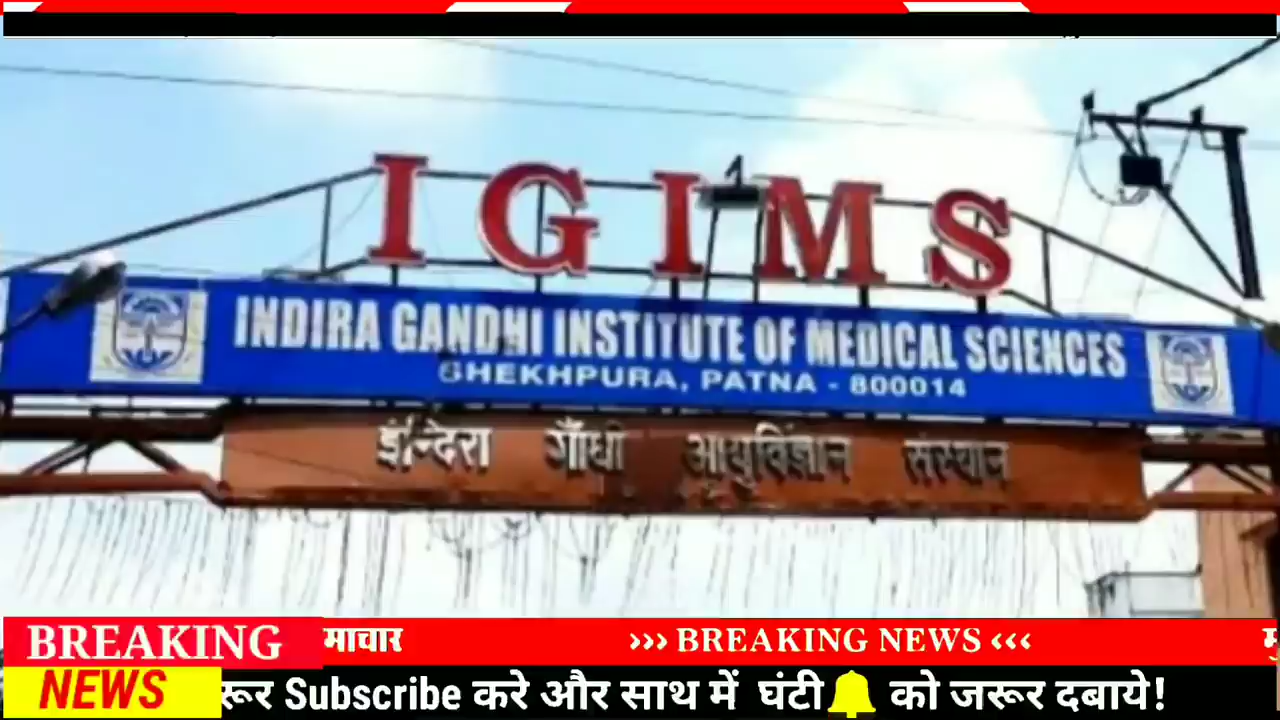 IGIMS
INDIRA GANDHI INSTITUTE OF MEDICAL SCIENCES
SHEKHPURA, PATNA - 800014
इन्दिरा गाँधी आयुर्विज्ञान संस्थान
BREAKING
NEWS
माचार >>> BREAKING NEWS <<<
रूर Subscribe करे और साथ में घंटी🔔 को जरूर दबाये!